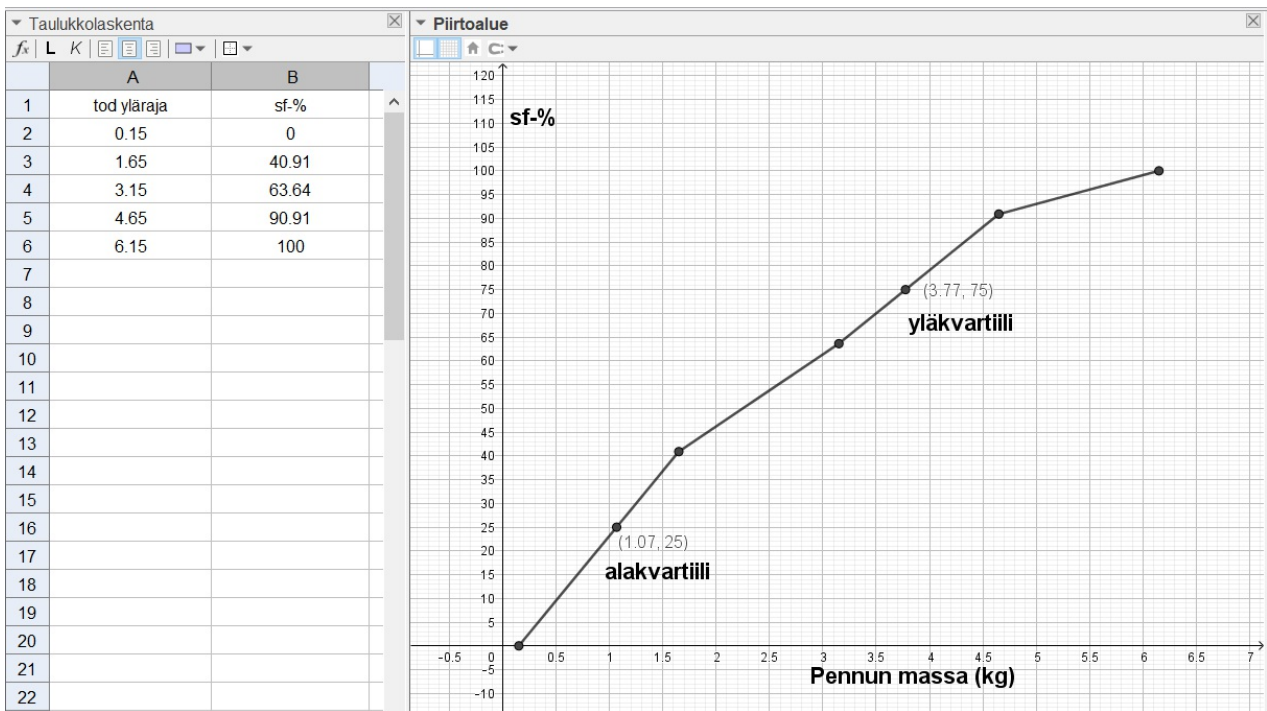 Taulukkolaskenta
fx L K
A B
1 tod yläraja sf-%
2 0.15 0
3 1.65 40.91
4 3.15 63.64
5 4.65 90.91
6 6.15 100
7
8
9
10
11
12
13
14
15
16
17
18
19
20
21
22
Piirtoalue
120
115
sf-%
110
105
100
95
90
85
80
75
(3.77, 75)
70
yläkvartiili
65
60
55
50
45
40
35
30
25
(1.07, 25)
20
alakvartiili
15
10
5
-0.5 0 0.5 1 1.5 2 2.5 3 3.5 4 4.5 5 5.5 6 6.5 7
-5
Pennun massa (kg)
-10